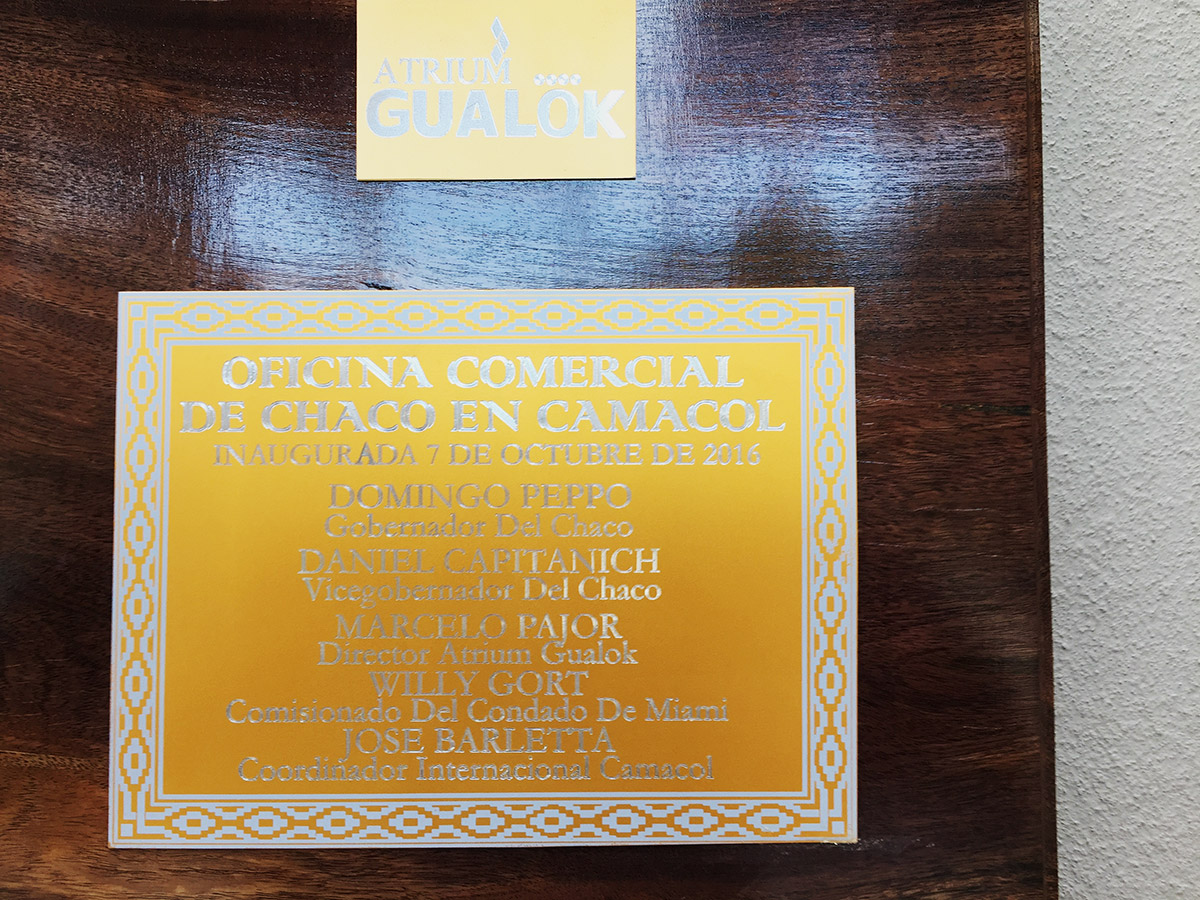 ATRIUM
GUALOK
OFICINA COMERCIAL
DE CHACO EN CAMACOL
INAUGURADA 7 DE OCTUBRE DE 2016
DOMINGO PEPPO
Gobernador Del Chaco
DANIEL CAPITANICH
Vicegobernador Del Chaco
MARCELO PAJOR
Director Atrium Gualok
WILLY GORT
Comisionado Del Condado De Miami
JOSE BARLETTA
Coordinador Internacional Camacol